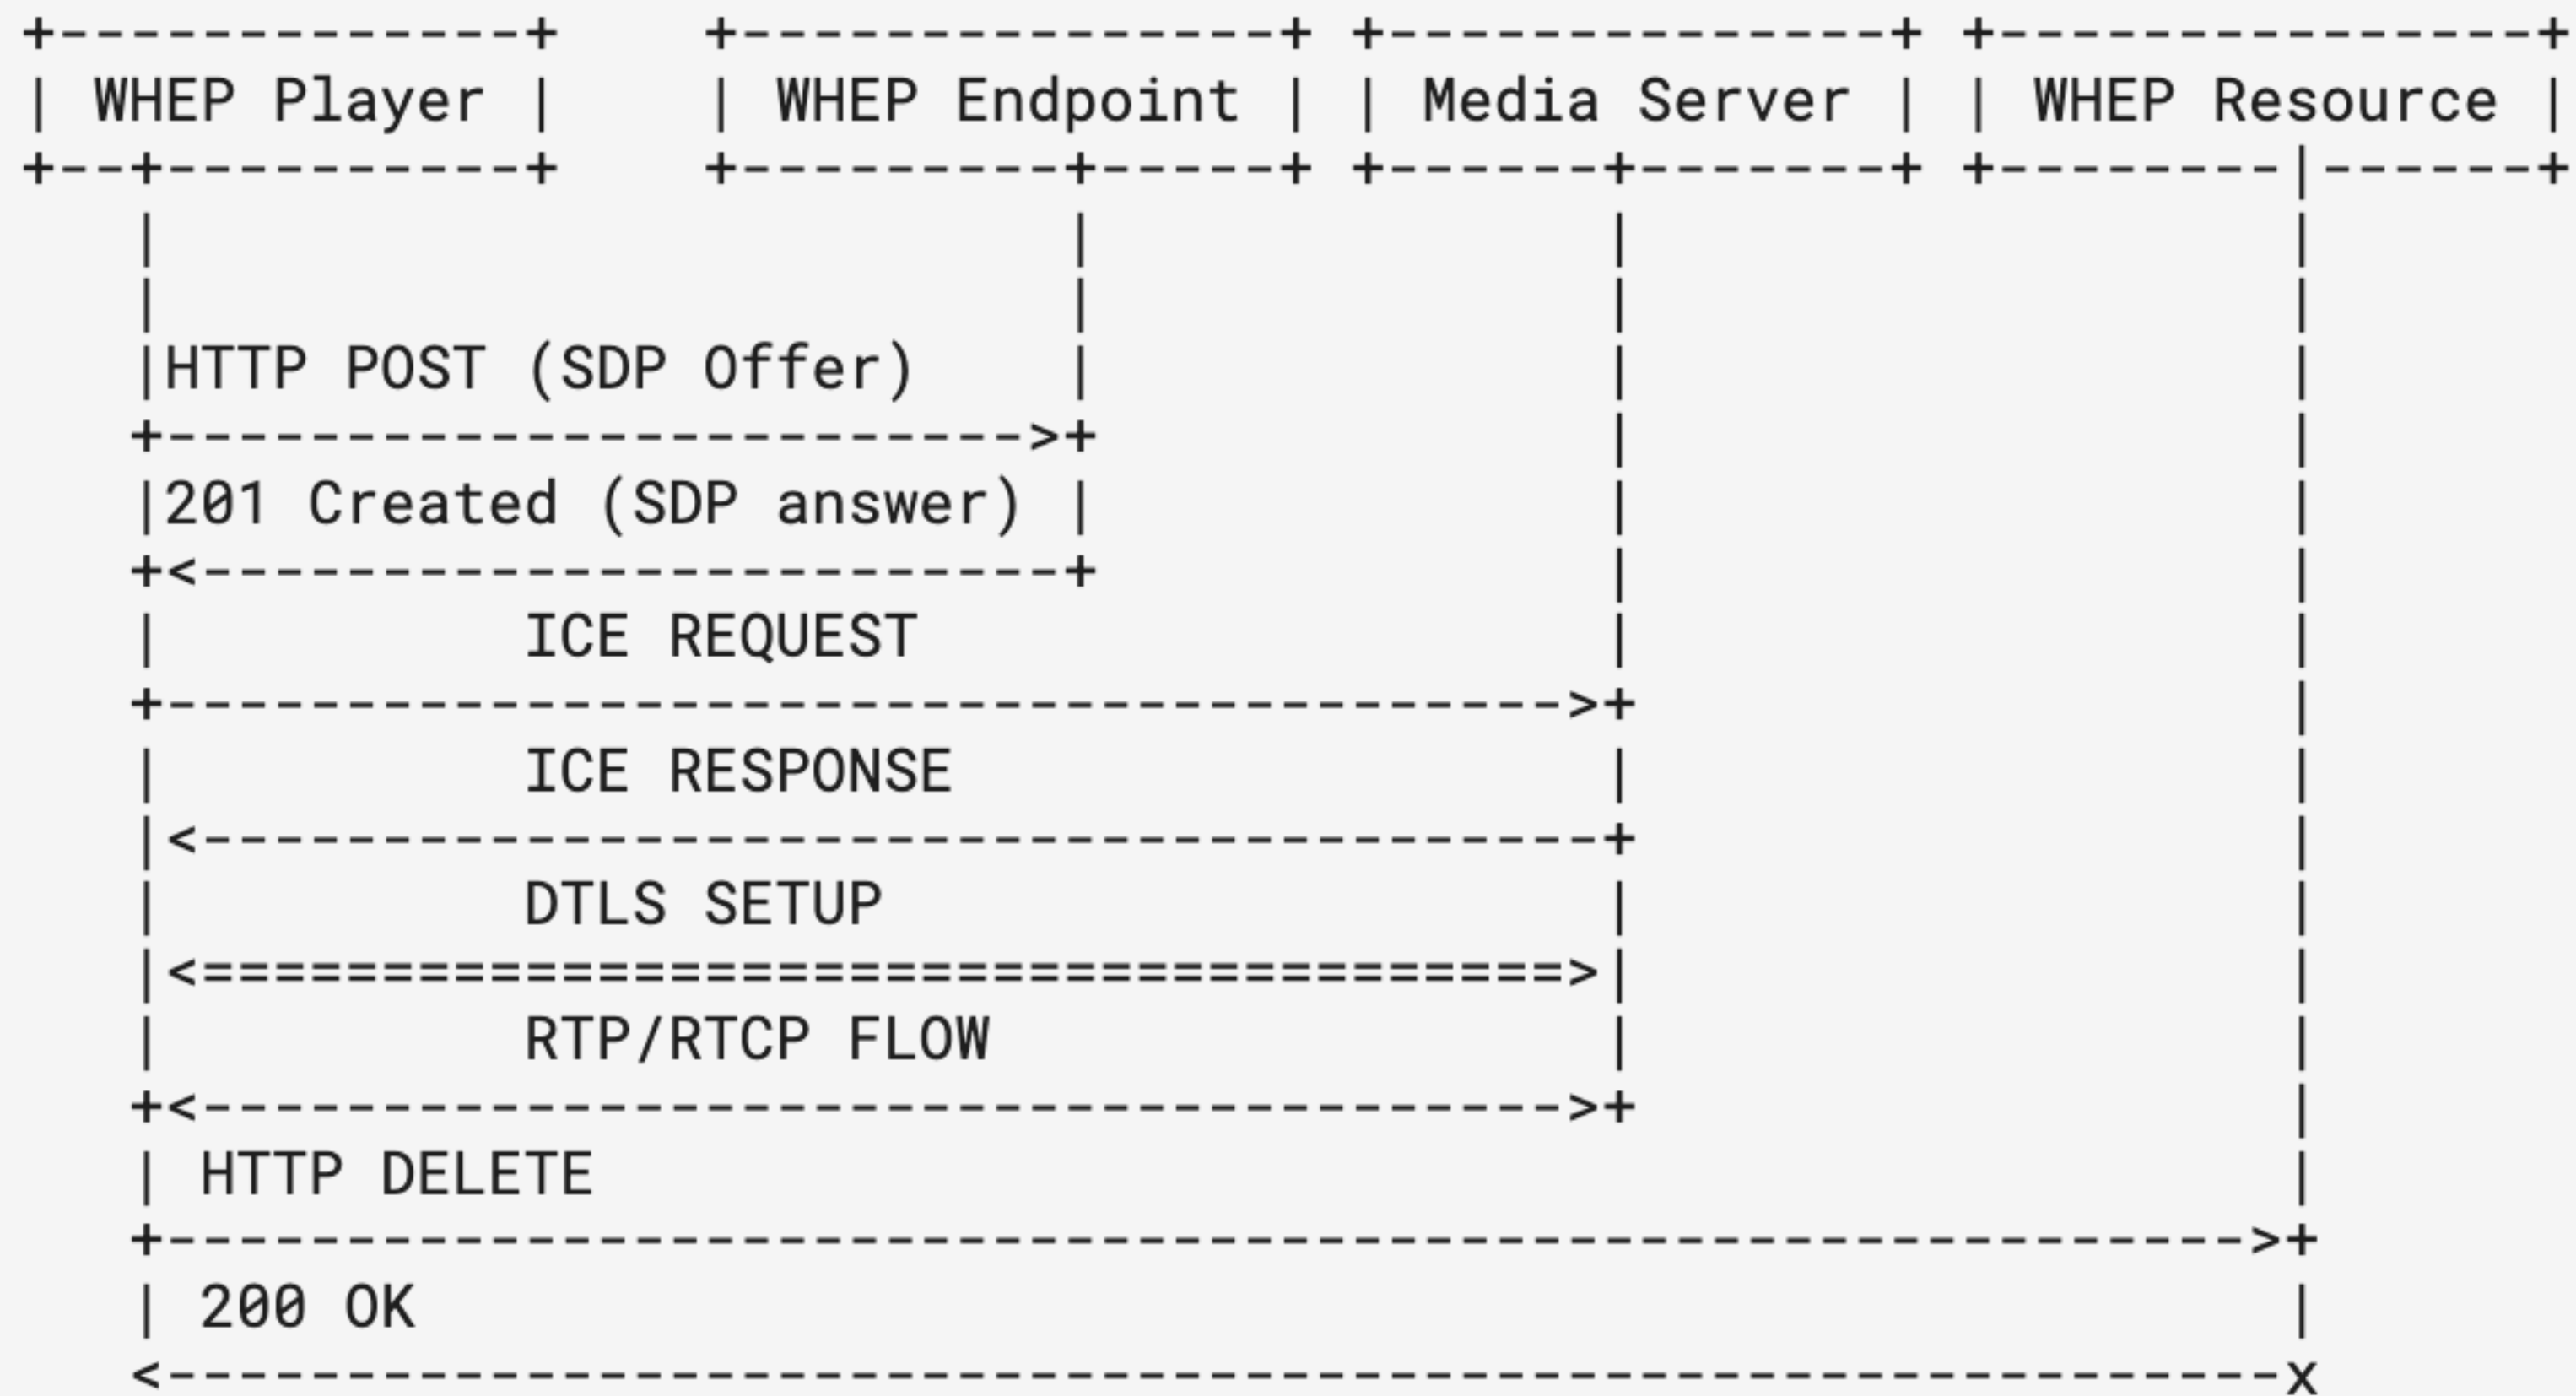 WHEP Player WHEP Endpoint Media Server WHEP Resource
HTTP POST (SDP Offer)
201 Created (SDP answer)
ICE REQUEST
ICE RESPONSE
DTLS SETUP
RTP/RTCP FLOW
HTTP DELETE
200 OK
x